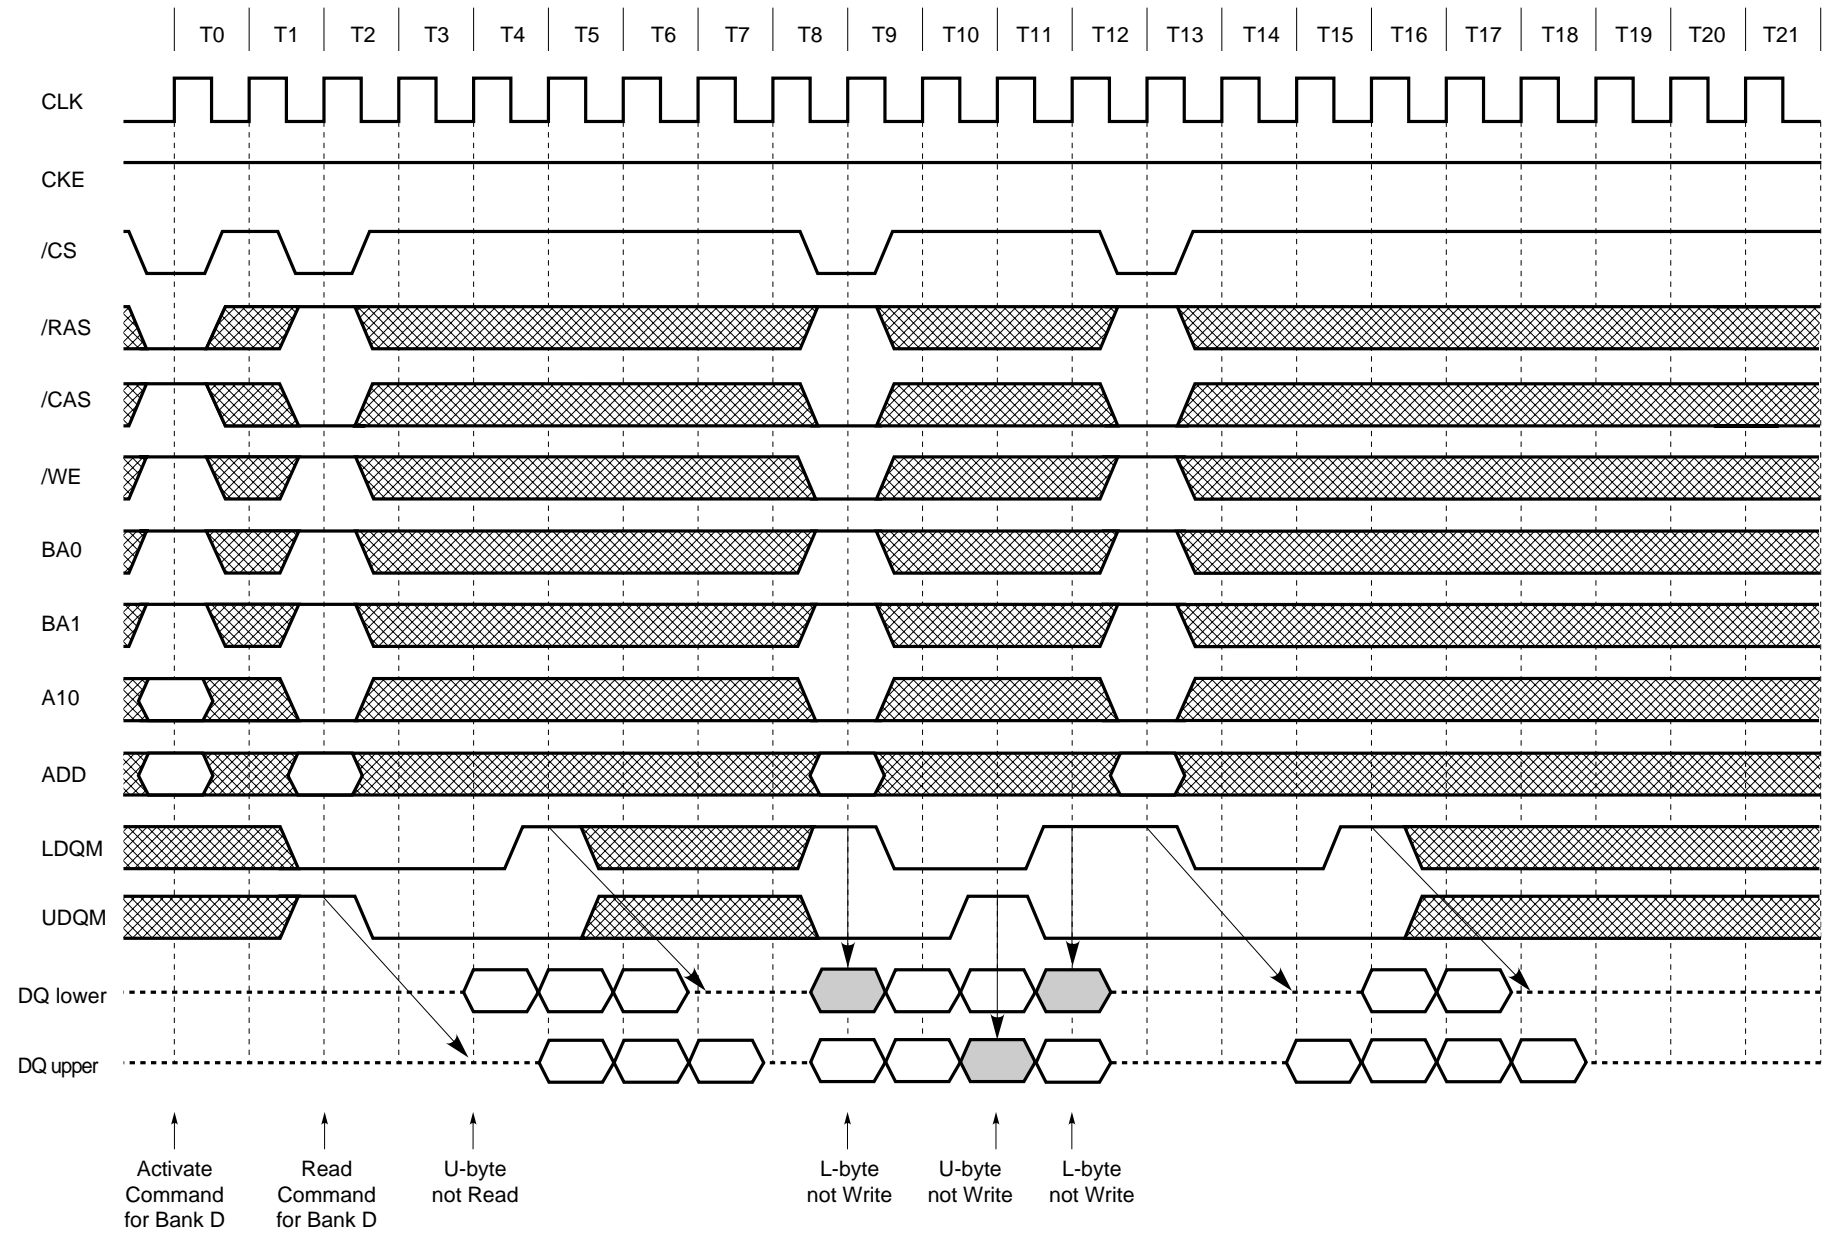 T0 T1 T2 T3 T4 T5 T6 T7 T8 T9 T10 T11 T12 T13 T14 T15 T16 T17 T18 T19 T20 T21
CLK
CKE
/CS
/RAS
/CAS
/WE
BA0
BA1
A10
ADD
LDQM
UDQM
DQ lower
DQ upper
Activate
Command
for Bank D
Read
Command
for Bank D
U-byte
not Read
L-byte
not Write
U-byte
not Write
L-byte
not Write